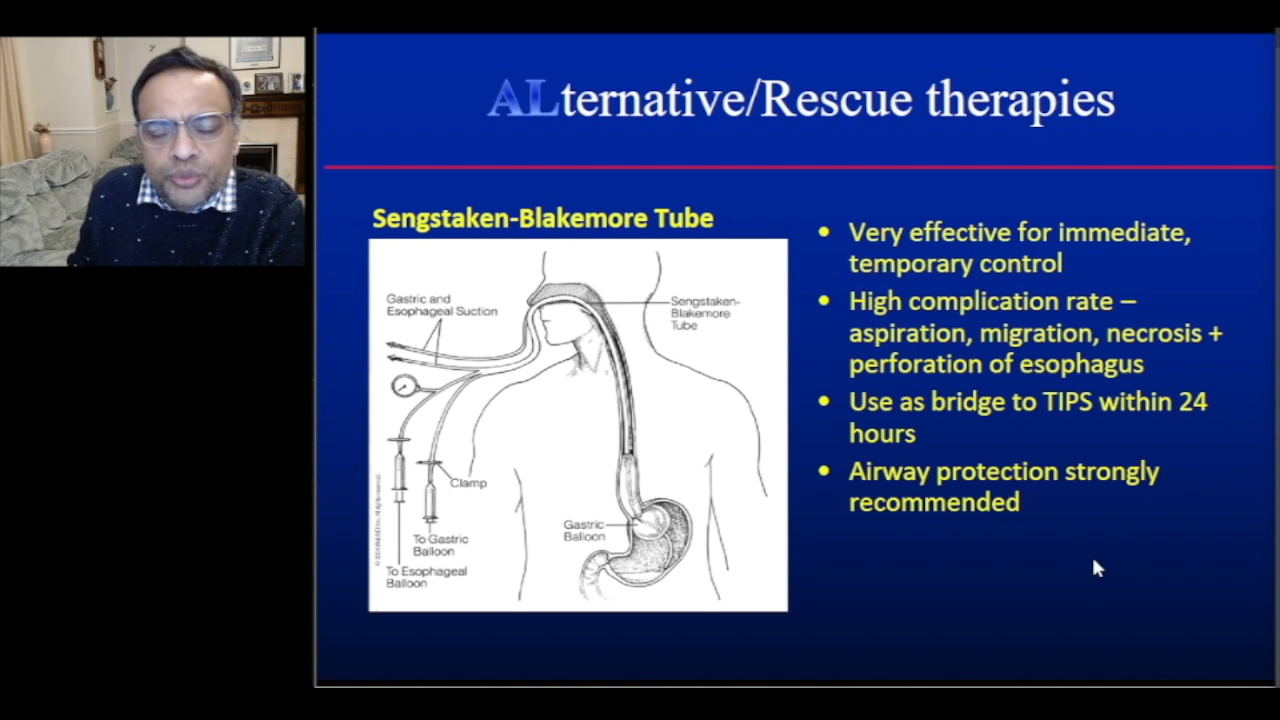 ALternative/Rescue therapies
Sengstaken-Blakemore Tube
Gastric and
Esophageal Suction
Sengstaken-
Blakemore
Tube
Clamp
Gastric
Balloon
To Gastric
Balloon
To Esophageal
Balloon
• Very effective for immediate,
temporary control
• High complication rate –
aspiration, migration, necrosis +
perforation of esophagus
• Use as bridge to TIPS within 24
hours
• Airway protection strongly
recommended